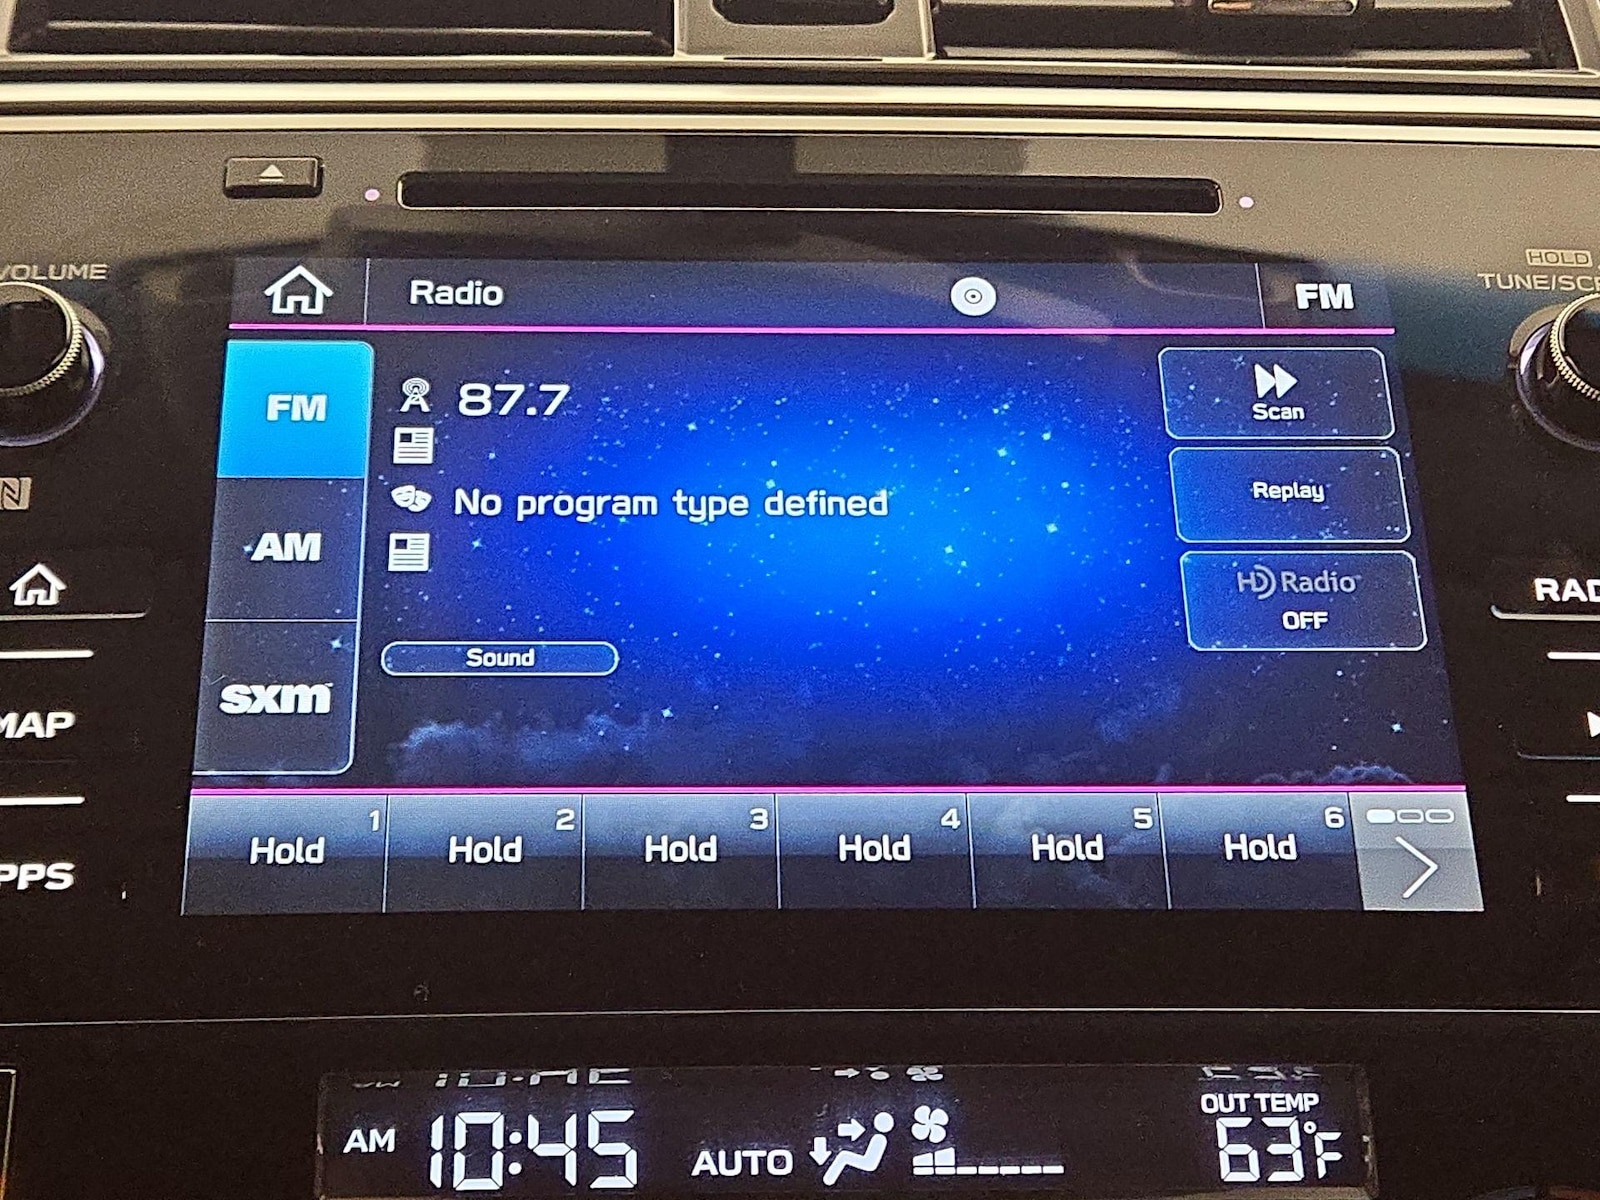 VOLUME
HOLD
TUNE/SCR
Radio
FM
FM
87.7
Scan
Replay
No program type defined
AM
HD Radio
OFF
RAD
Sound
sxm
MAP
1
2
3
4
5
6
Hold
Hold
Hold
Hold
Hold
Hold
PPS
OUT TEMP
AM
10:45
AUTO
63°F